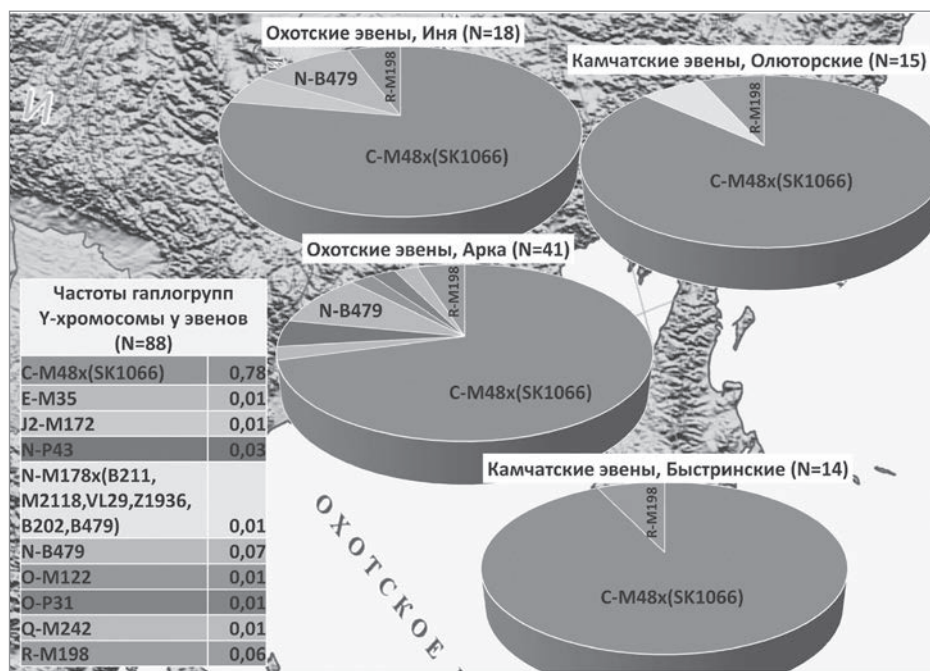 Охотские эвены, Иня (N=18)
N-B479
R-M198
C-M48x(SK1066)
Камчатские эвены, Олюторские (N=15)
R-M198
C-M48x(SK1066)
Охотские эвены, Арка (N=41)
N-B479
R-M198
C-M48x(SK1066)
Частоты гаплогрупп
Y-хромосомы у эвенов
(N=88)
C-M48x(SK1066) 0,78
E-M35 0,01
J2-M172 0,01
N-P43 0,03
N-M178x(B211,
M2118,VL29,Z1936,
B202,B479) 0,01
N-B479 0,07
O-M122 0,01
O-P31 0,01
Q-M242 0,01
R-M198 0,06
Камчатские эвены, Быстринские (N=14)
R-M198
C-M48x(SK1066)
ОХОТСКОЕ
И